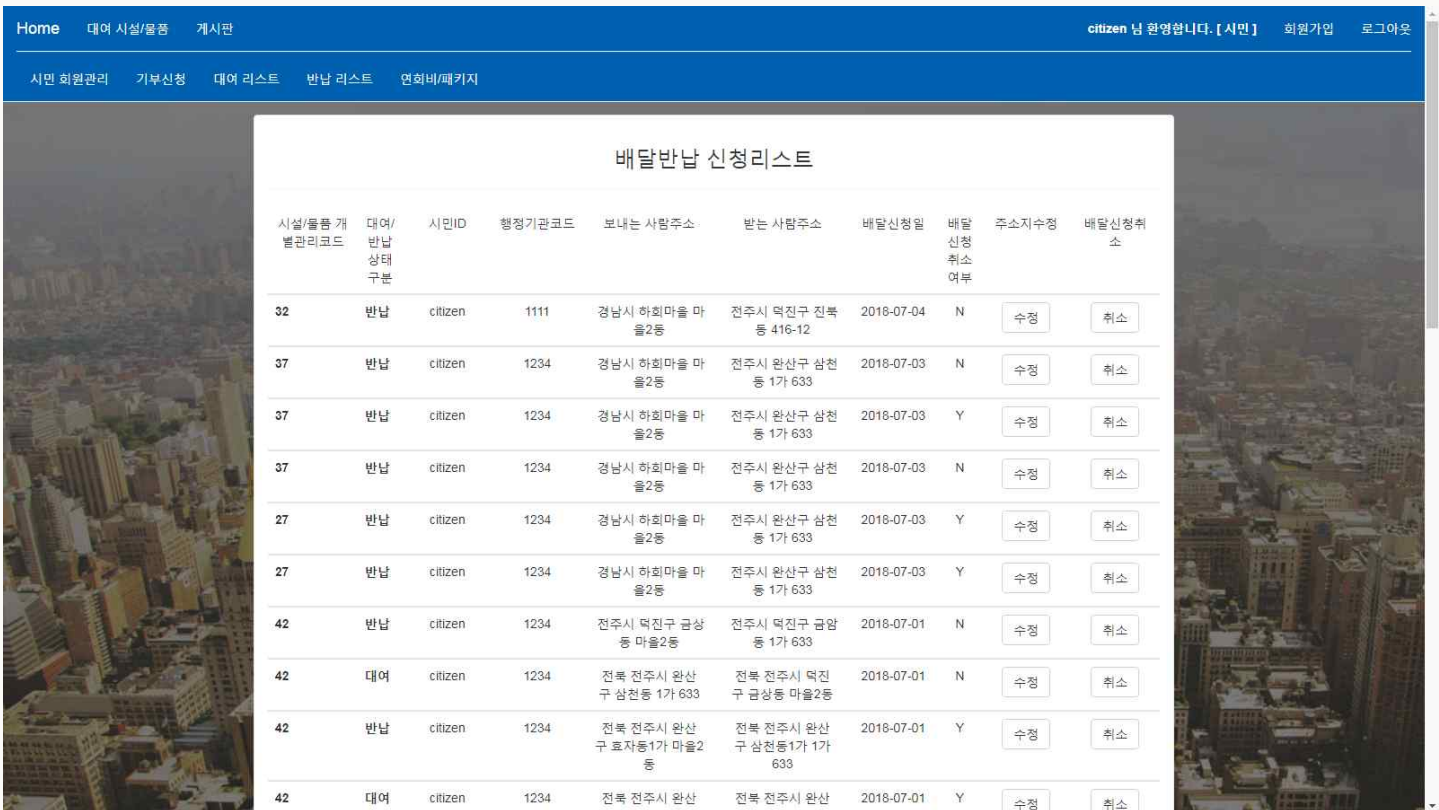 Home 대여 시설/물품 게시판 citizen 님 환영합니다. [ 시민 ] 회원가입 로그아웃
시민 회원관리 기부신청 대여 리스트 반납 리스트 연회비/패키지
배달반납 신청리스트
시설/물품 개 대여/ 시민ID 행정기관코드 보내는 사람주소 받는 사람주소 배달신청일 배달 주소지수정 배달신청취
별관리코드 반납 신청 소
상태 취소
구분 여부
32 반납 citizen 1111 경남시 하회마을 마 전주시 덕진구 진북 2018-07-04 N 수정 취소
을2동 동 416-12
37 반납 citizen 1234 경남시 하회마을 마 전주시 완산구 삼천 2018-07-03 N 수정 취소
을2동 동 1가 633
37 반납 citizen 1234 경남시 하회마을 마 전주시 완산구 삼천 2018-07-03 Y 수정 취소
을2동 동 1가 633
37 반납 citizen 1234 경남시 하회마을 마 전주시 완산구 삼천 2018-07-03 N 수정 취소
을2동 동 1가 633
27 반납 citizen 1234 경남시 하회마을 마 전주시 완산구 삼천 2018-07-03 Y 수정 취소
을2동 동 1가 633
27 반납 citizen 1234 경남시 하회마을 마 전주시 완산구 삼천 2018-07-03 Y 수정 취소
을2동 동 1가 633
42 반납 citizen 1234 전주시 덕진구 금상 전주시 덕진구 금암 2018-07-01 N 수정 취소
동 마을2동 동 1가 633
42 대여 citizen 1234 전북 전주시 완산 전북 전주시 덕진 2018-07-01 N 수정 취소
구 삼천동 1가 633 구 금상동 마을2동
42 반납 citizen 1234 전북 전주시 완산 전북 전주시 완산 2018-07-01 Y 수정 취소
구 효자동1가 마을2 구 삼천동1가 1가
동 633
42 대여 citizen 1234 전북 전주시 완산 전북 전주시 완산 2018-07-01 Y 수정 취소